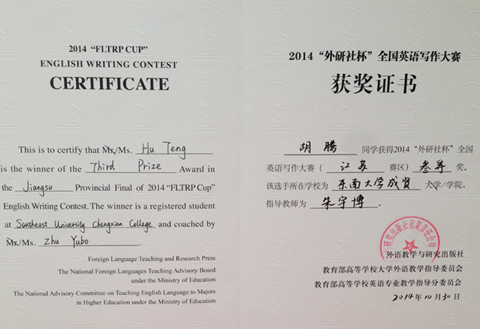 2014 “FLTRP CUP”
ENGLISH WRITING CONTEST
CERTIFICATE
This is to certify that Mr./Ms. Hu Teng
is the winner of the Third Prize Award in
the Jiangsu Provincial Final of 2014 “FLTRP Cup”
English Writing Contest. The winner is a registered student
at Southeast University Chengxian College and coached by
Mr./Ms. Zhu Yubo.
Foreign Language Teaching and Research Press
The National Foreign Languages Teaching Advisory Board
under the Ministry of Education
The National Advisory Committee on Teaching English Language to Majors
in Higher Education under the Ministry of Education
2014 “外研社杯” 全国英语写作大赛
获奖证书
胡腾 同学获得2014 “外研社杯” 全国
英语写作大赛（江苏 赛区）叁等 奖。
该选手所在学校为 东南大学成贤 大学/学院，
指导教师为 朱宇博。
外语教学与研究出版社
教育部高等学校大学外语教学指导委员会
教育部高等学校英语专业教学指导分委员会
2014年10月30日